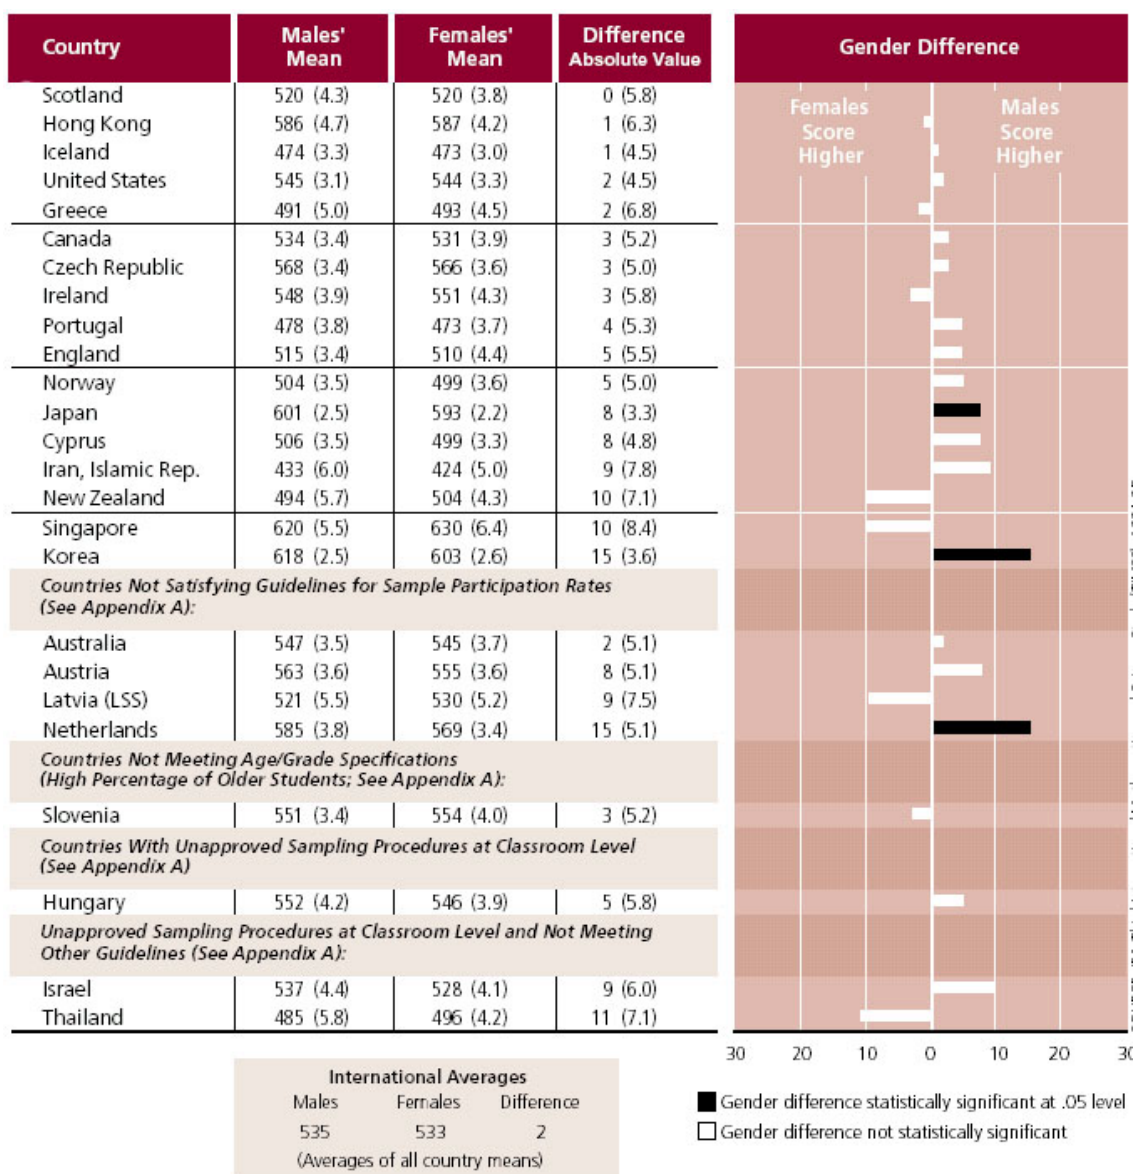 Country Males' Mean Females' Mean Difference Absolute Value Gender Difference
Females Score Higher Males Score Higher
Scotland 520 (4.3) 520 (3.8) 0 (5.8)
Hong Kong 586 (4.7) 587 (4.2) 1 (6.3)
Iceland 474 (3.3) 473 (3.0) 1 (4.5)
United States 545 (3.1) 544 (3.3) 2 (4.5)
Greece 491 (5.0) 493 (4.5) 2 (6.8)
Canada 534 (3.4) 531 (3.9) 3 (5.2)
Czech Republic 568 (3.4) 566 (3.6) 3 (5.0)
Ireland 548 (3.9) 551 (4.3) 3 (5.8)
Portugal 478 (3.8) 473 (3.7) 4 (5.3)
England 515 (3.4) 510 (4.4) 5 (5.5)
Norway 504 (3.5) 499 (3.6) 5 (5.0)
Japan 601 (2.5) 593 (2.2) 8 (3.3)
Cyprus 506 (3.5) 499 (3.3) 8 (4.8)
Iran, Islamic Rep. 433 (6.0) 424 (5.0) 9 (7.8)
New Zealand 494 (5.7) 504 (4.3) 10 (7.1)
Singapore 620 (5.5) 630 (6.4) 10 (8.4)
Korea 618 (2.5) 603 (2.6) 15 (3.6)
Countries Not Satisfying Guidelines for Sample Participation Rates
(See Appendix A):
Australia 547 (3.5) 545 (3.7) 2 (5.1)
Austria 563 (3.6) 555 (3.6) 8 (5.1)
Latvia (LSS) 521 (5.5) 530 (5.2) 9 (7.5)
Netherlands 585 (3.8) 569 (3.4) 15 (5.1)
Countries Not Meeting Age/Grade Specifications
(High Percentage of Older Students; See Appendix A):
Slovenia 551 (3.4) 554 (4.0) 3 (5.2)
Countries With Unapproved Sampling Procedures at Classroom Level
(See Appendix A)
Hungary 552 (4.2) 546 (3.9) 5 (5.8)
Unapproved Sampling Procedures at Classroom Level and Not Meeting
Other Guidelines (See Appendix A):
Israel 537 (4.4) 528 (4.1) 9 (6.0)
Thailand 485 (5.8) 496 (4.2) 11 (7.1)
30 20 10 0 10 20 30
International Averages
Males Females Difference
535 533 2
(Averages of all country means)
Gender difference statistically significant at .05 level
Gender difference not statistically significant